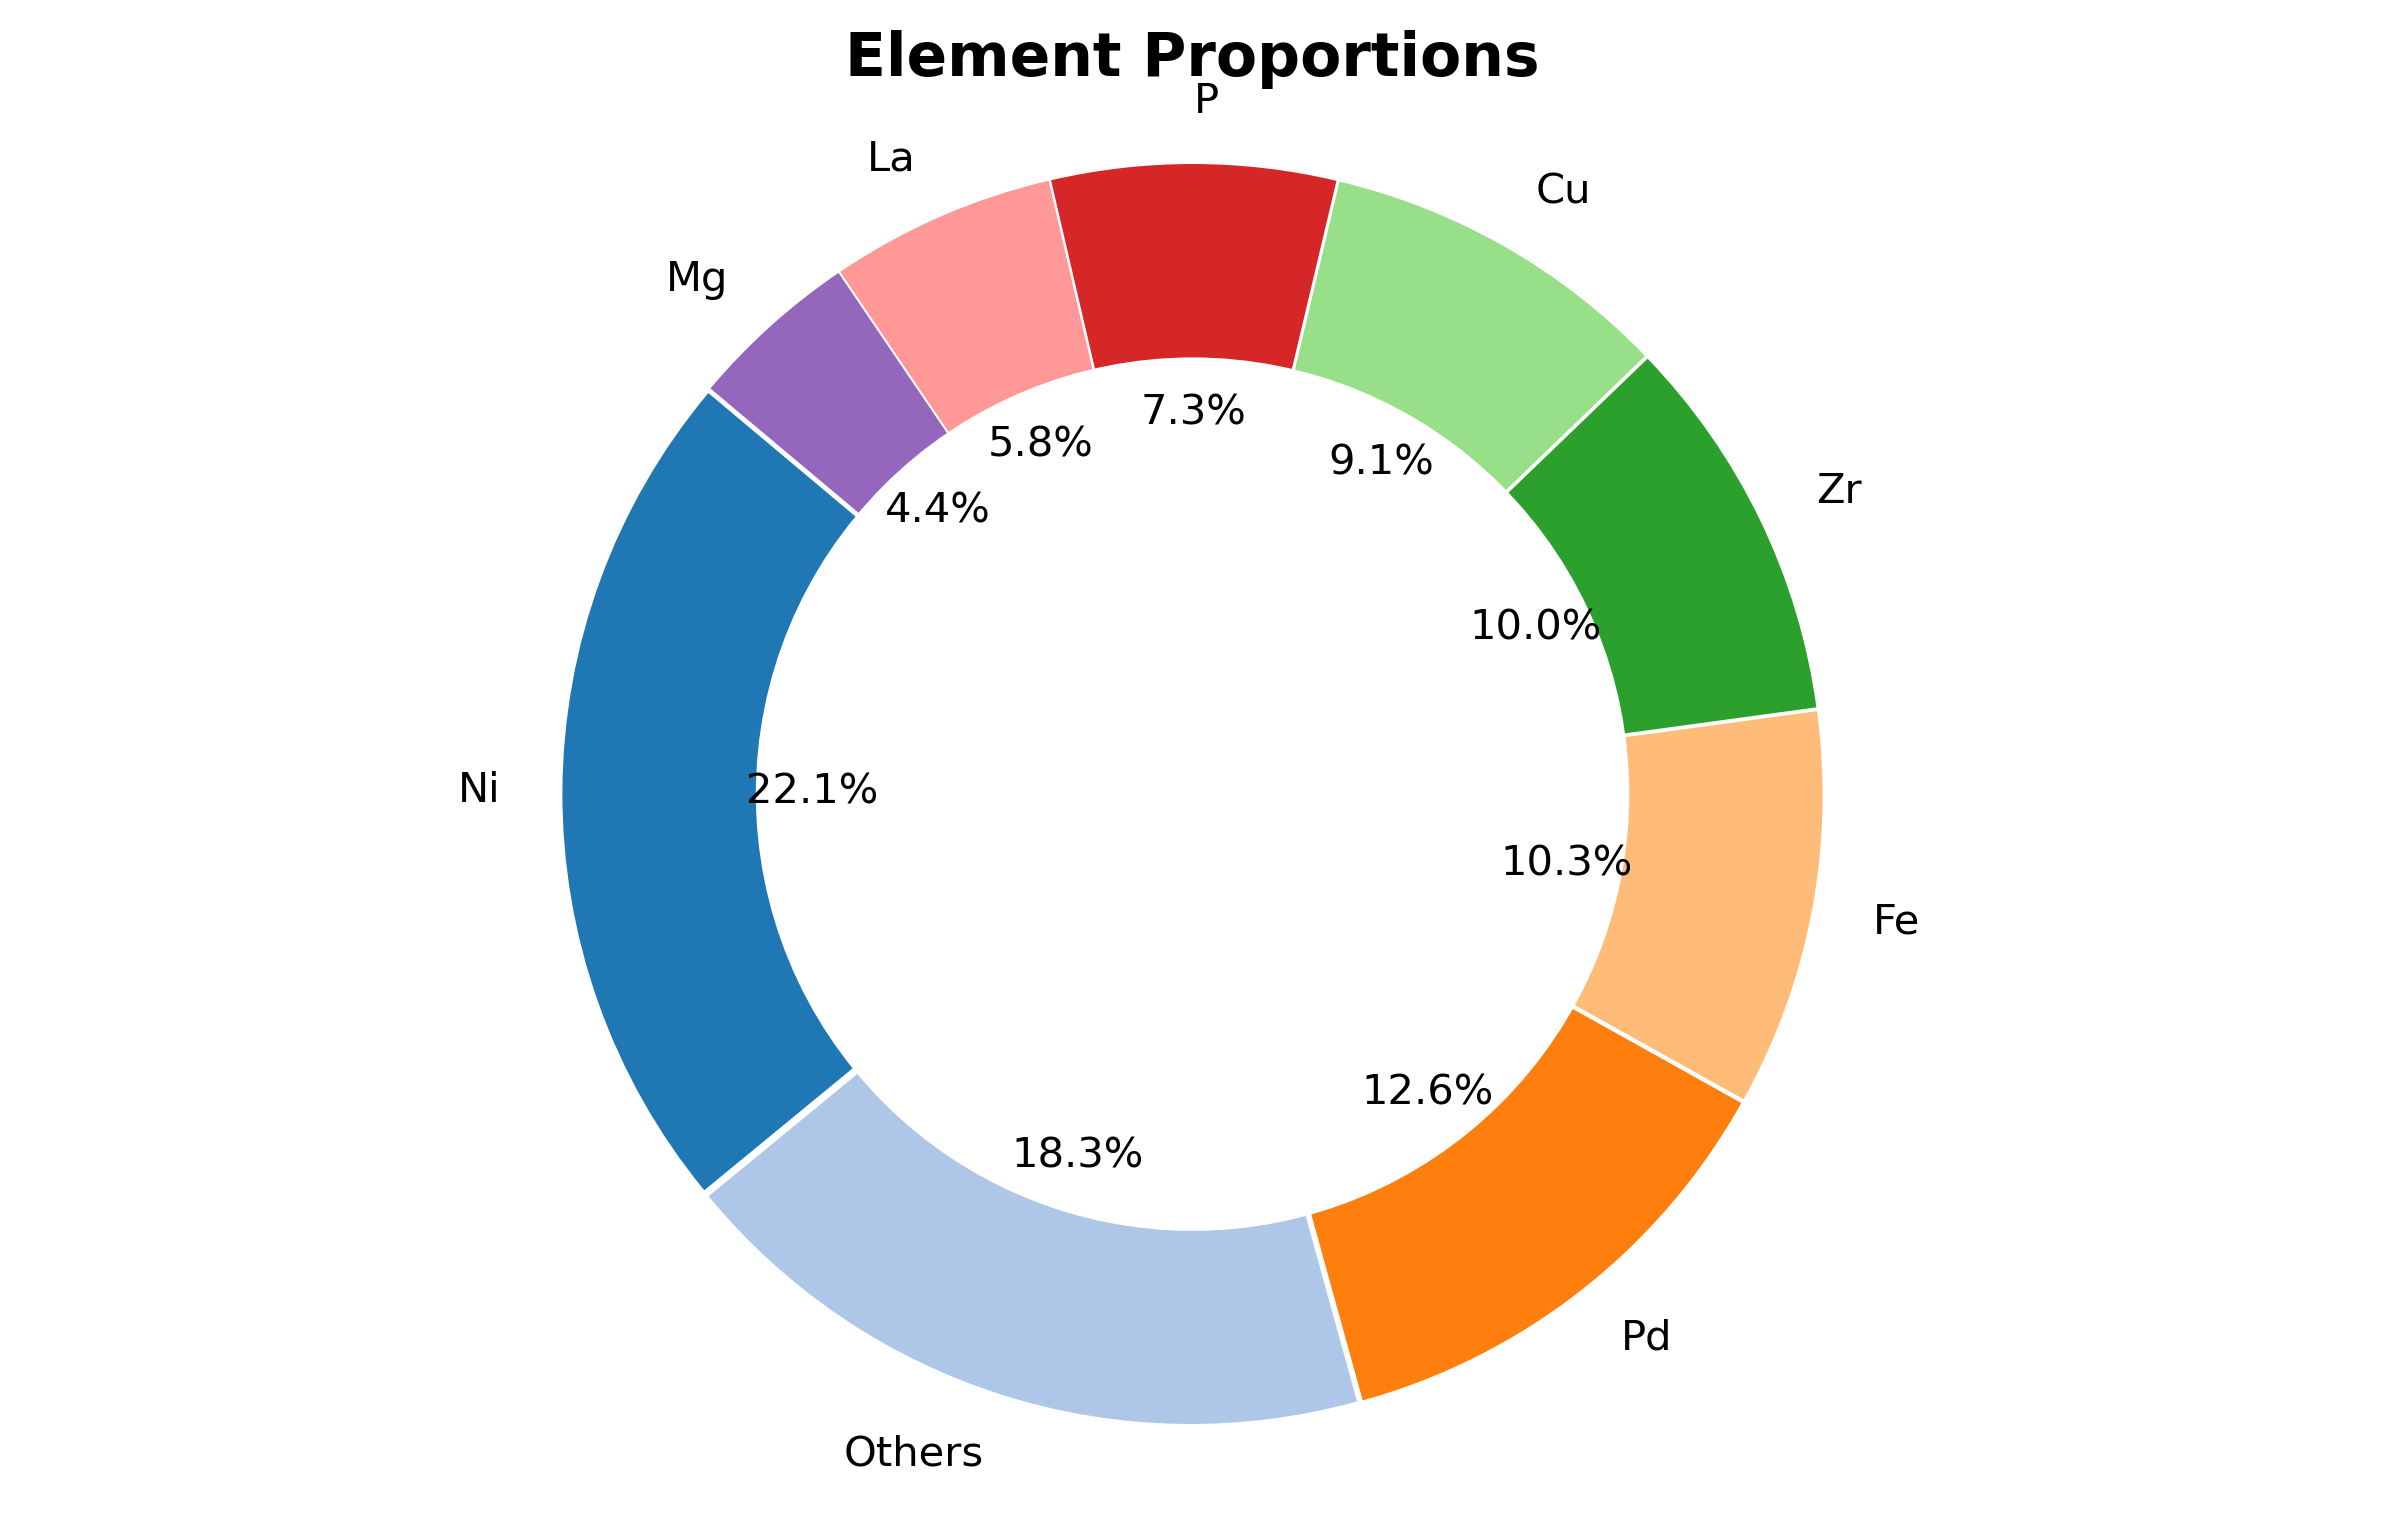 Element Proportions
P
La
Cu
Mg
7.3%
5.8%
9.1%
4.4%
Zr
10.0%
Ni
22.1%
10.3%
Fe
12.6%
18.3%
Pd
Others